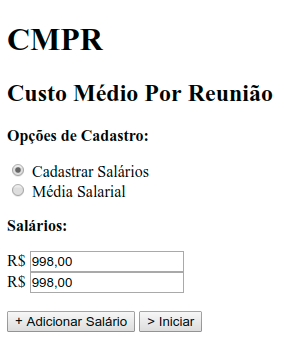 CMPR
Custo Médio Por Reunião
Opções de Cadastro:
Cadastrar Salários
Média Salarial
Salários:
R$ 998,00
R$ 998,00
+ Adicionar Salário > Iniciar